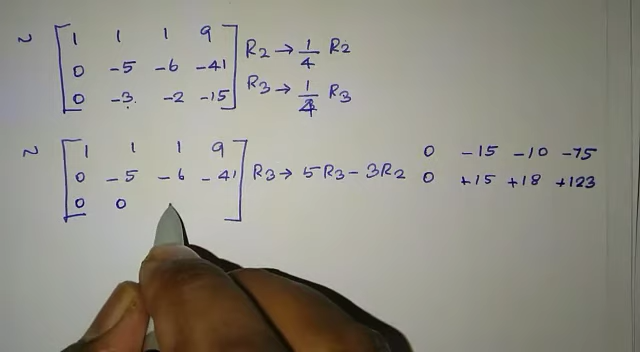 ~ [ 1 1 1 9 ] R2 → 1/4 R2
0 -5 -6 -41
0 -3 -2 -15 R3 → 1/ R3
~ [ 1 1 1 9 ] 0 -15 -10 -75
0 -5 -6 -41 R3 → 5R3 - 3R2 0 +15 +18 +123
0 0